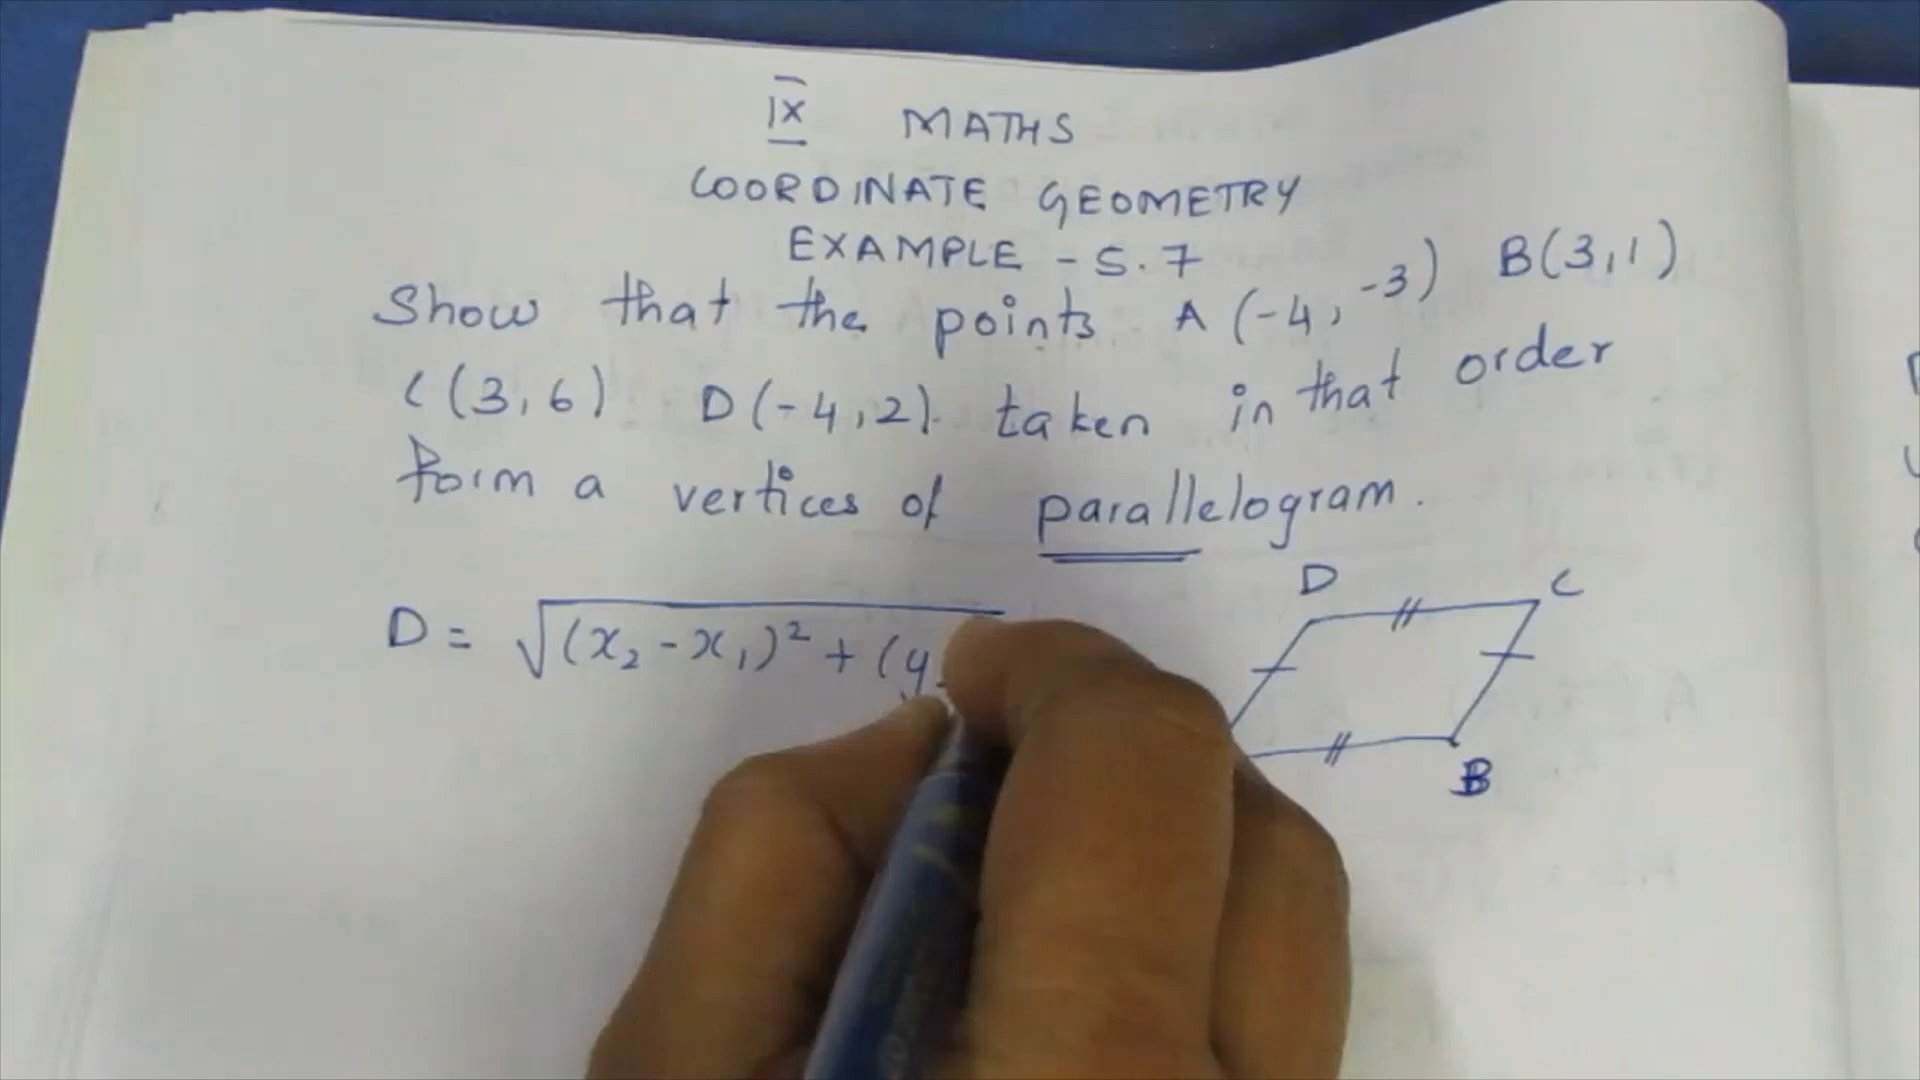 IX MATHS
COORDINATE GEOMETRY
EXAMPLE - 5.7
Show that the points A (-4, -3) B(3,1)
C(3,6) D(-4,2). taken in that order
form a vertices of parallelogram.
D = √(x₂ - x₁)² + (y
D C
B